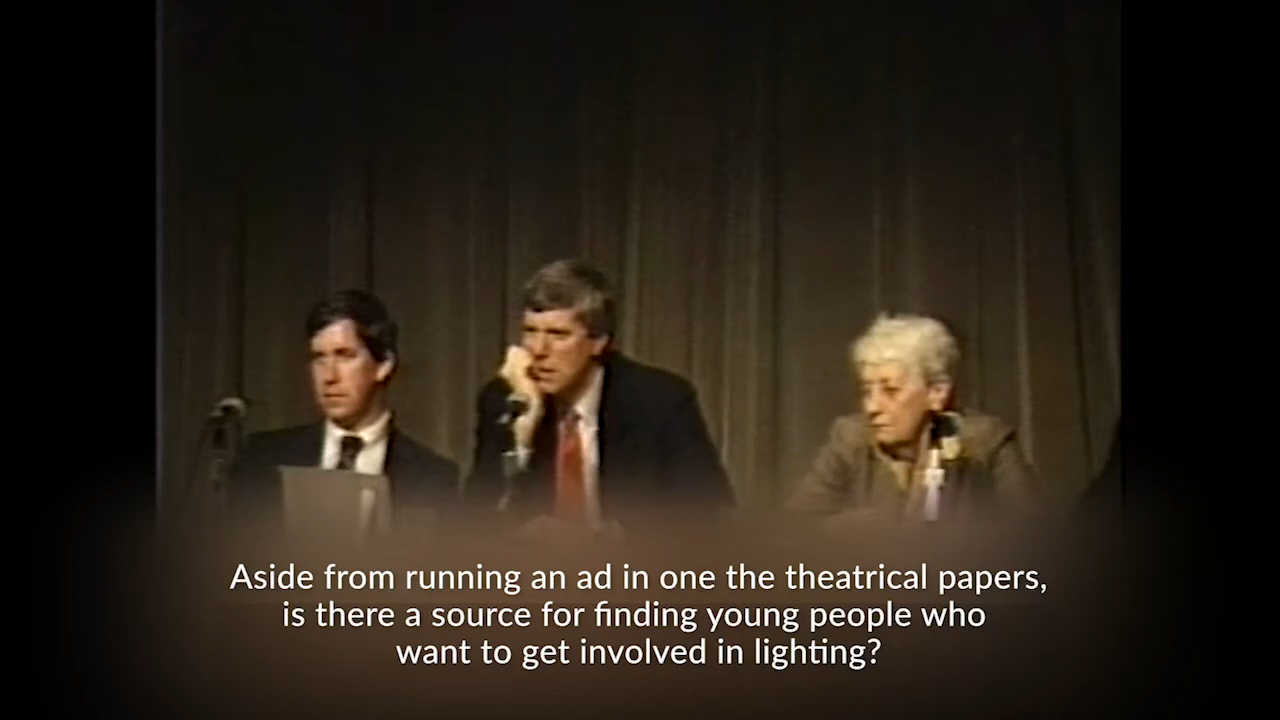 Aside from running an ad in one the theatrical papers,
is there a source for finding young people who
want to get involved in lighting?